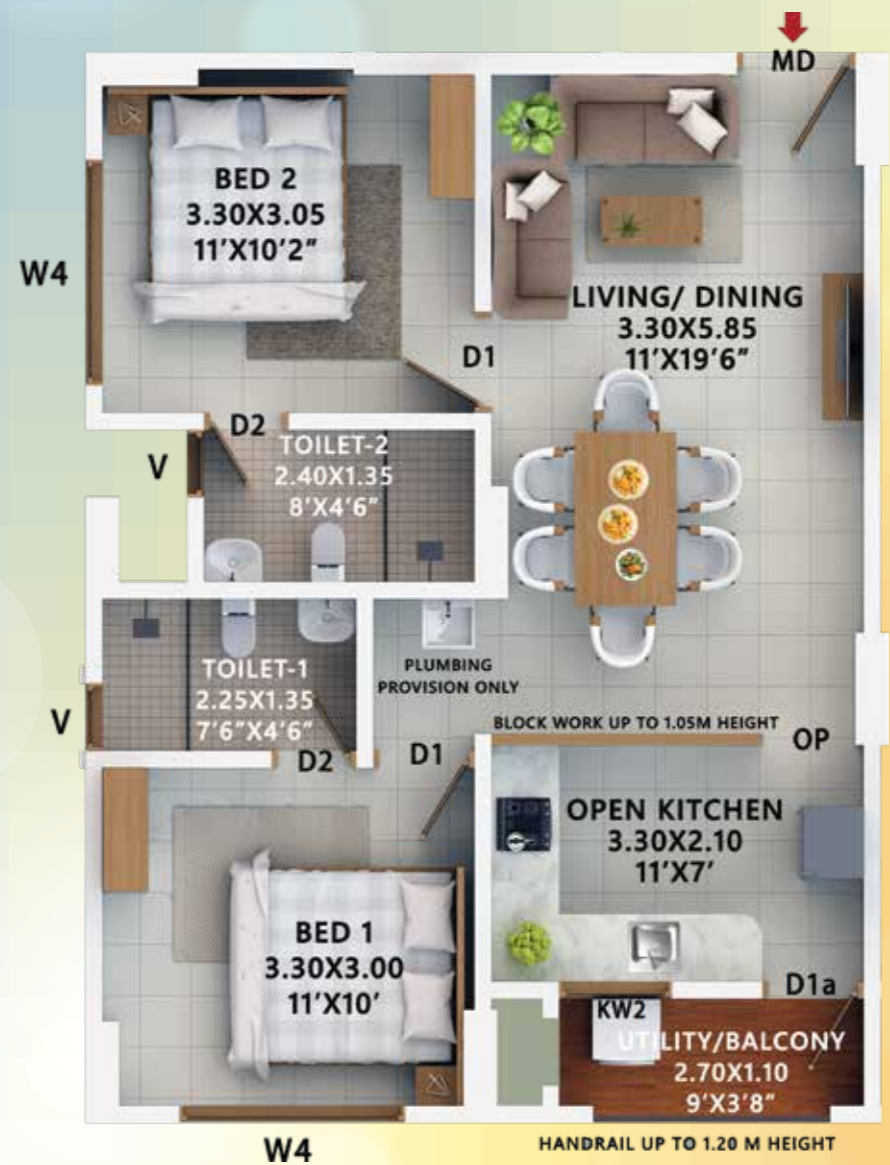 MD
BED 2
3.30X3.05
11'X10'2"
W4
LIVING/ DINING
3.30X5.85
11'X19'6"
D1
D2
TOILET-2
2.40X1.35
8'X4'6"
V
PLUMBING
PROVISION ONLY
TOILET-1
2.25X1.35
7'6"X4'6"
V
BLOCK WORK UP TO 1.05M HEIGHT
OP
D2
D1
OPEN KITCHEN
3.30X2.10
11'X7'
BED 1
3.30X3.00
11'X10'
D1a
KW2
UTILITY/BALCONY
2.70X1.10
9'X3'8"
W4
HANDRAIL UP TO 1.20 M HEIGHT